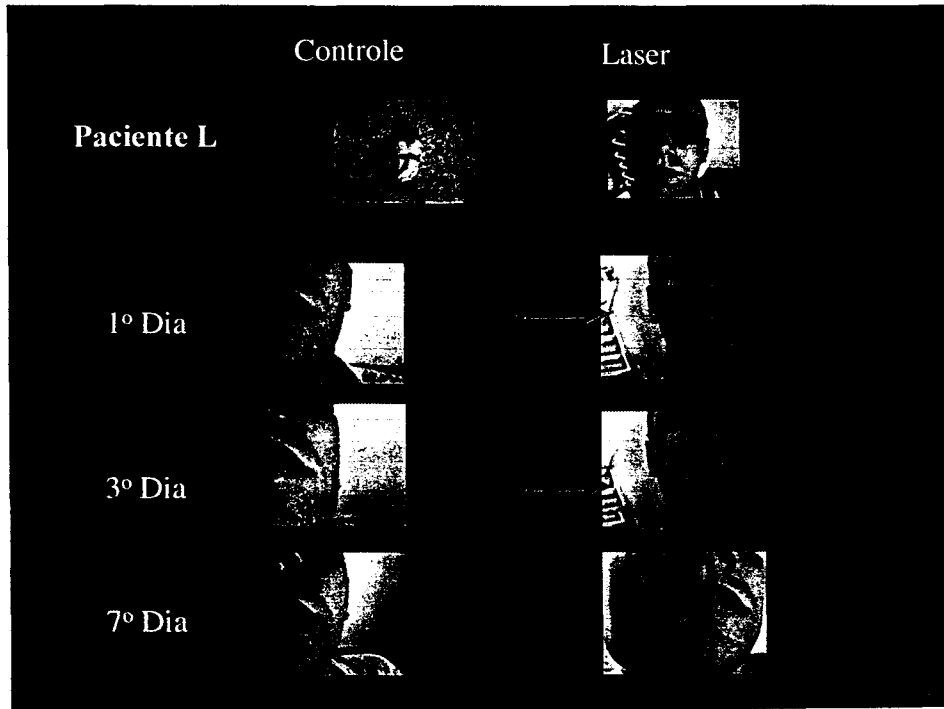 Controle Laser
Paciente L
1º Dia
3º Dia
7º Dia